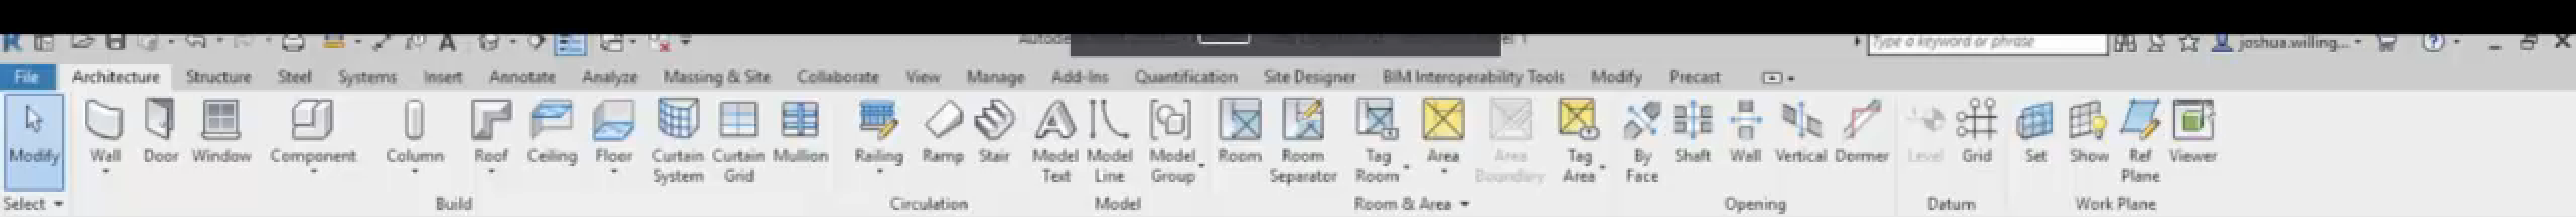 Type a keyword or phrase joshua.willing...
File Architecture Structure Steel Systems Insert Annotate Analyze Massing & Site Collaborate View Manage Add-Ins Quantification Site Designer BIM Interoperability Tools Modify Precast
Modify Wall Door Window Component Column Roof Ceiling Floor Curtain Curtain Mullion Railing Ramp Stair Model Model Model Room Room Tag Area Area Tag By Shaft Wall Vertical Dormer Level Grid Set Show Ref Viewer
System Grid Text Line Group Separator Room Boundary Area Face Plane
Select Build Circulation Model Room & Area Opening Datum Work Plane